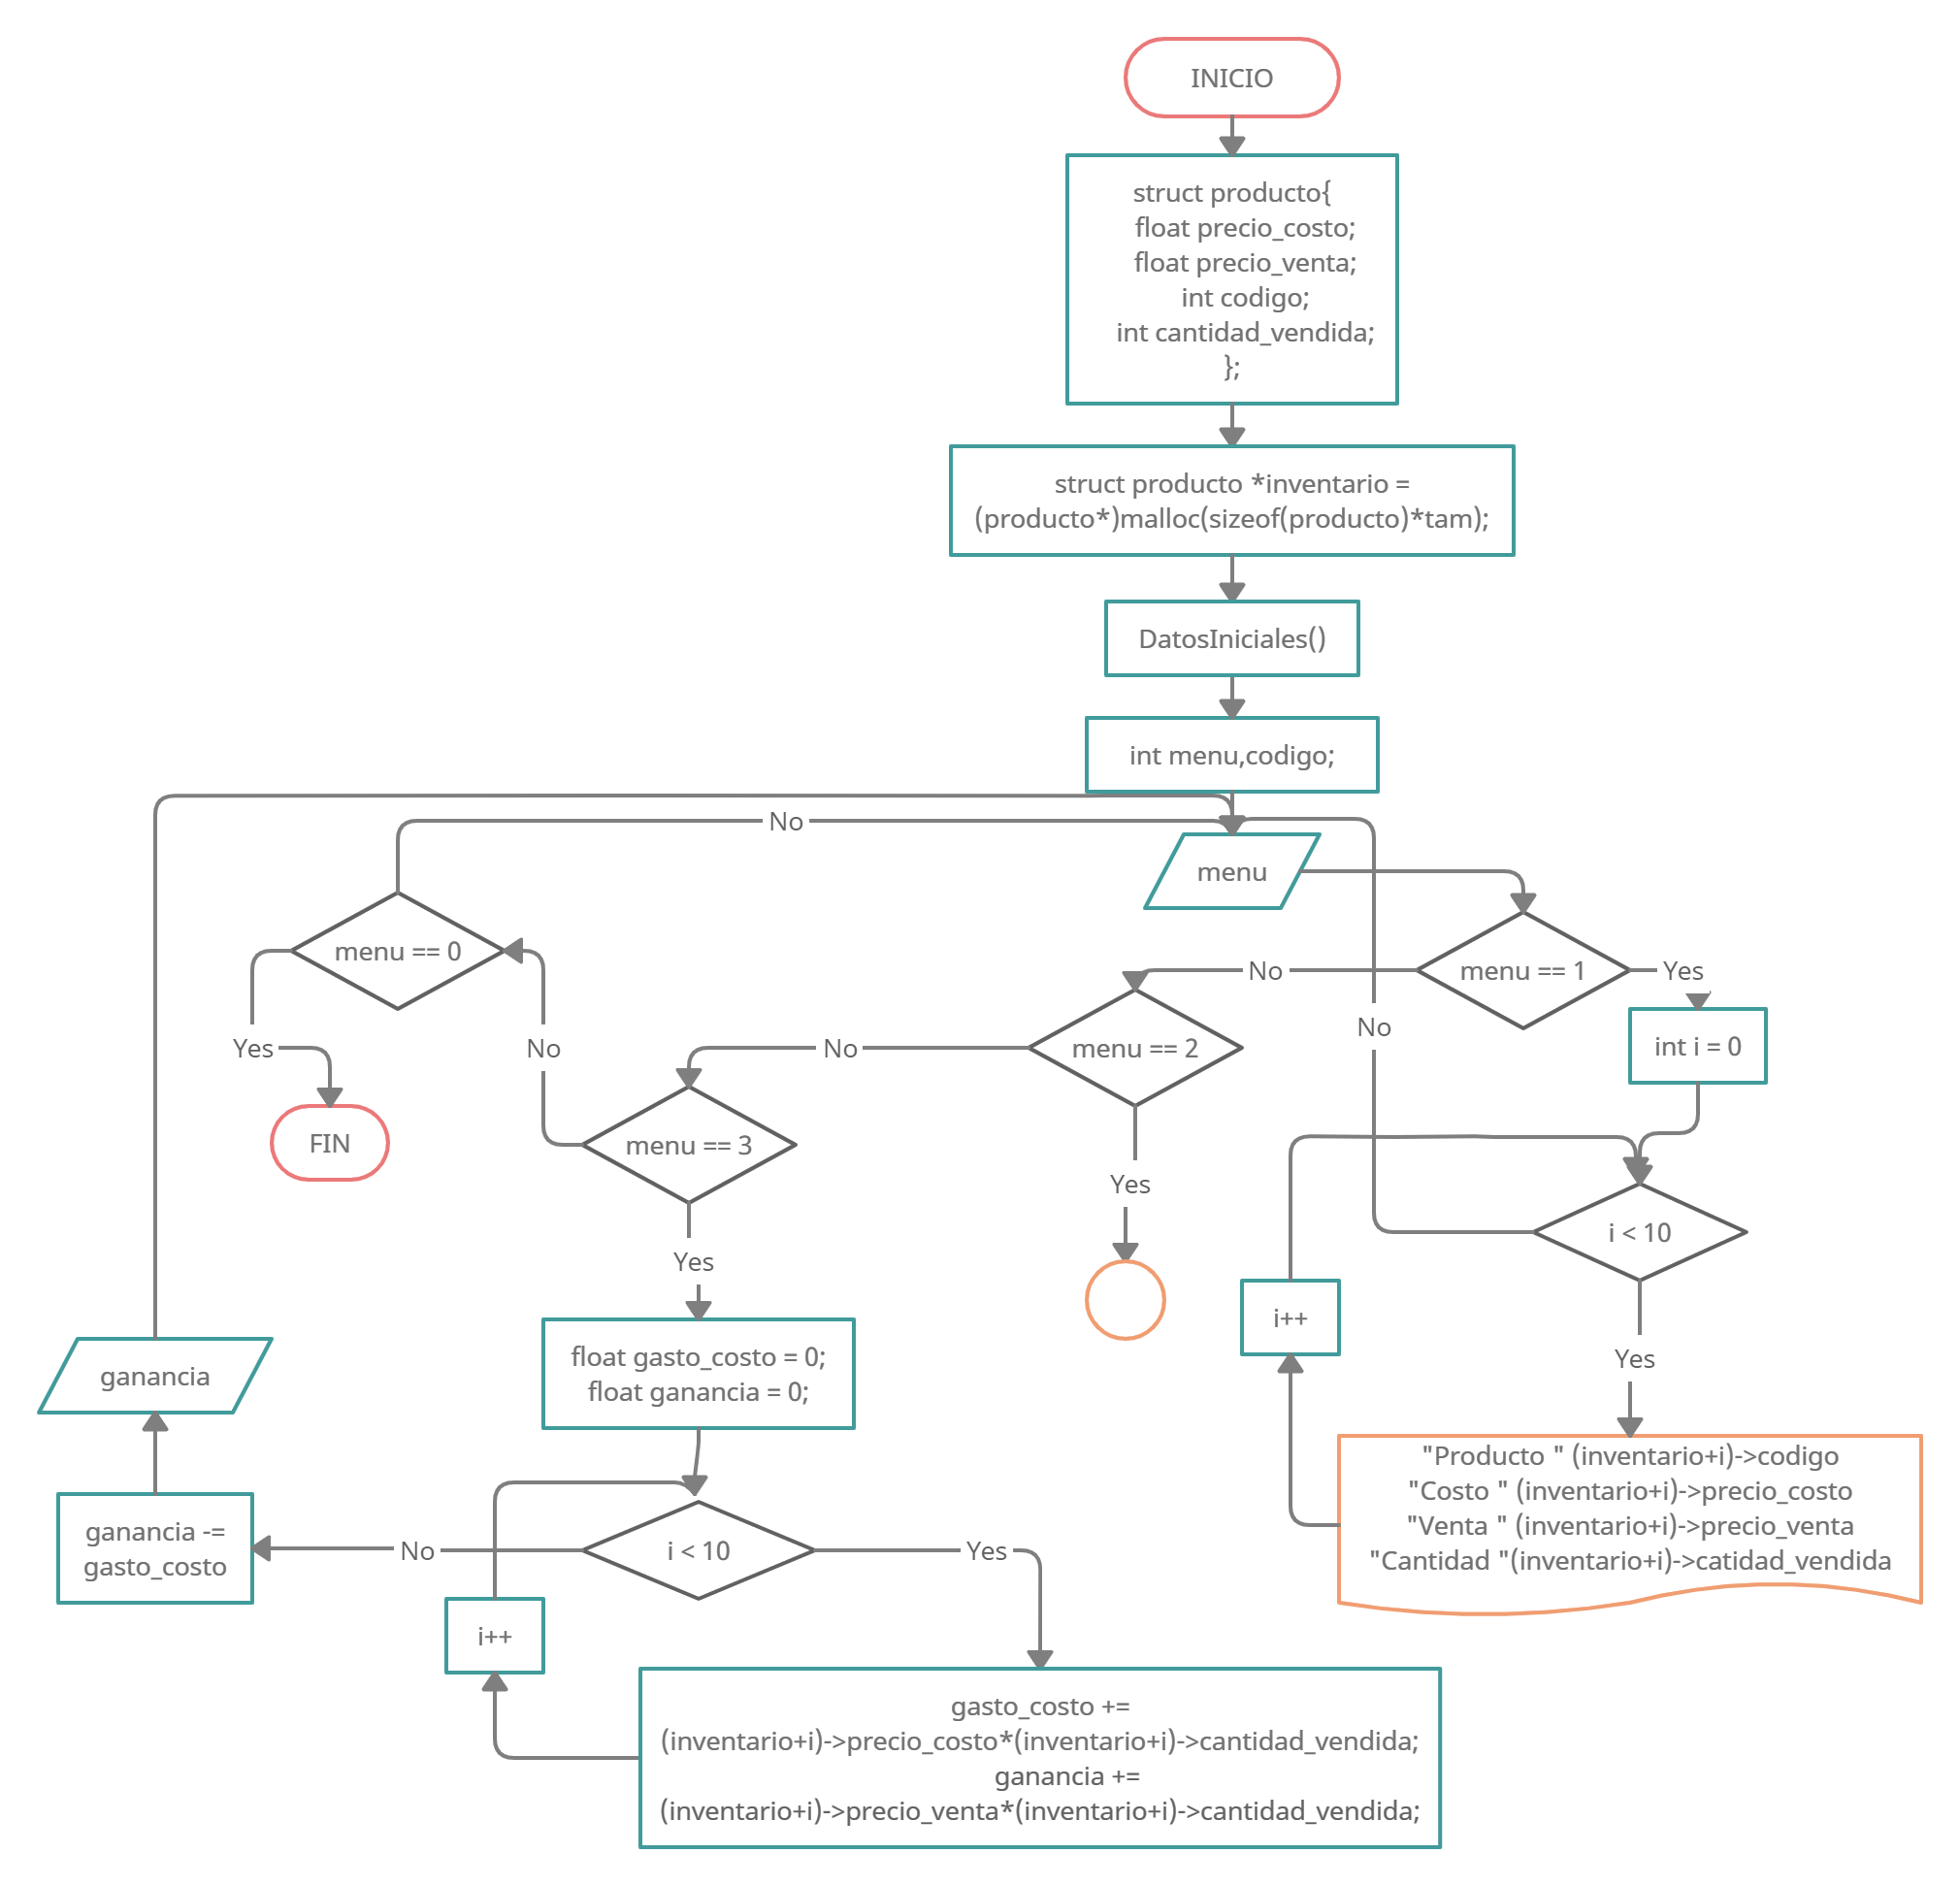 INICIO
struct producto{
float precio_costo;
float precio_venta;
int codigo;
int cantidad_vendida;
};
struct producto *inventario =
(producto*)malloc(sizeof(producto)*tam);
DatosIniciales()
int menu,codigo;
No
menu
menu == 0
menu == 1
No
Yes
No
int i = 0
menu == 2
No
No
Yes
FIN
menu == 3
Yes
i < 10
Yes
i++
Yes
float gasto_costo = 0;
float ganancia = 0;
ganancia
"Producto " (inventario+i)->codigo
"Costo " (inventario+i)->precio_costo
"Venta " (inventario+i)->precio_venta
"Cantidad "(inventario+i)->catidad_vendida
ganancia -=
gasto_costo
No
i < 10
Yes
i++
gasto_costo +=
(inventario+i)->precio_costo*(inventario+i)->cantidad_vendida;
ganancia +=
(inventario+i)->precio_venta*(inventario+i)->cantidad_vendida;